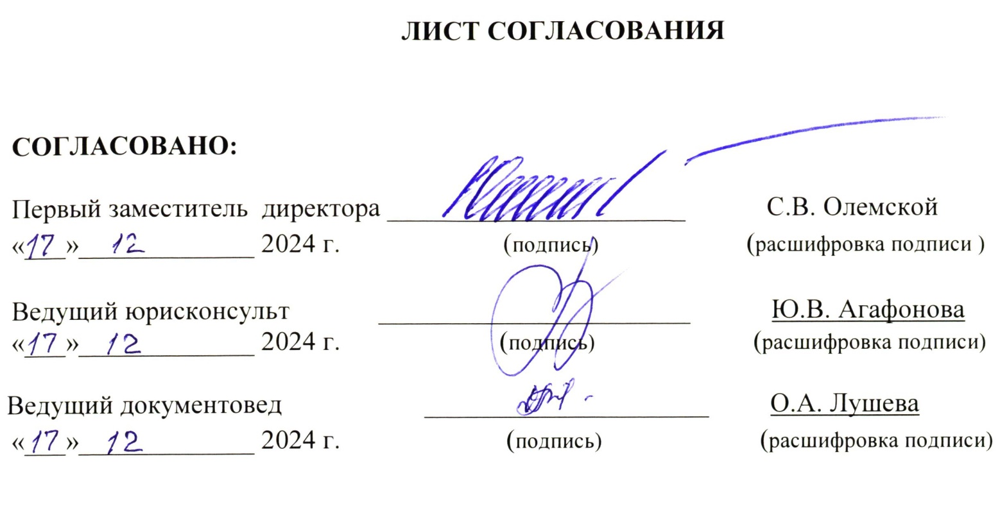 ЛИСТ СОГЛАСОВАНИЯ
СОГЛАСОВАНО:
Первый заместитель директора С.В. Олемской
«17» 12 2024 г. (подпись) (расшифровка подписи )
Ведущий юрисконсульт Ю.В. Агафонова
«17» 12 2024 г. (подпись) (расшифровка подписи)
Ведущий документовед О.А. Лушева
«17» 12 2024 г. (подпись) (расшифровка подписи)